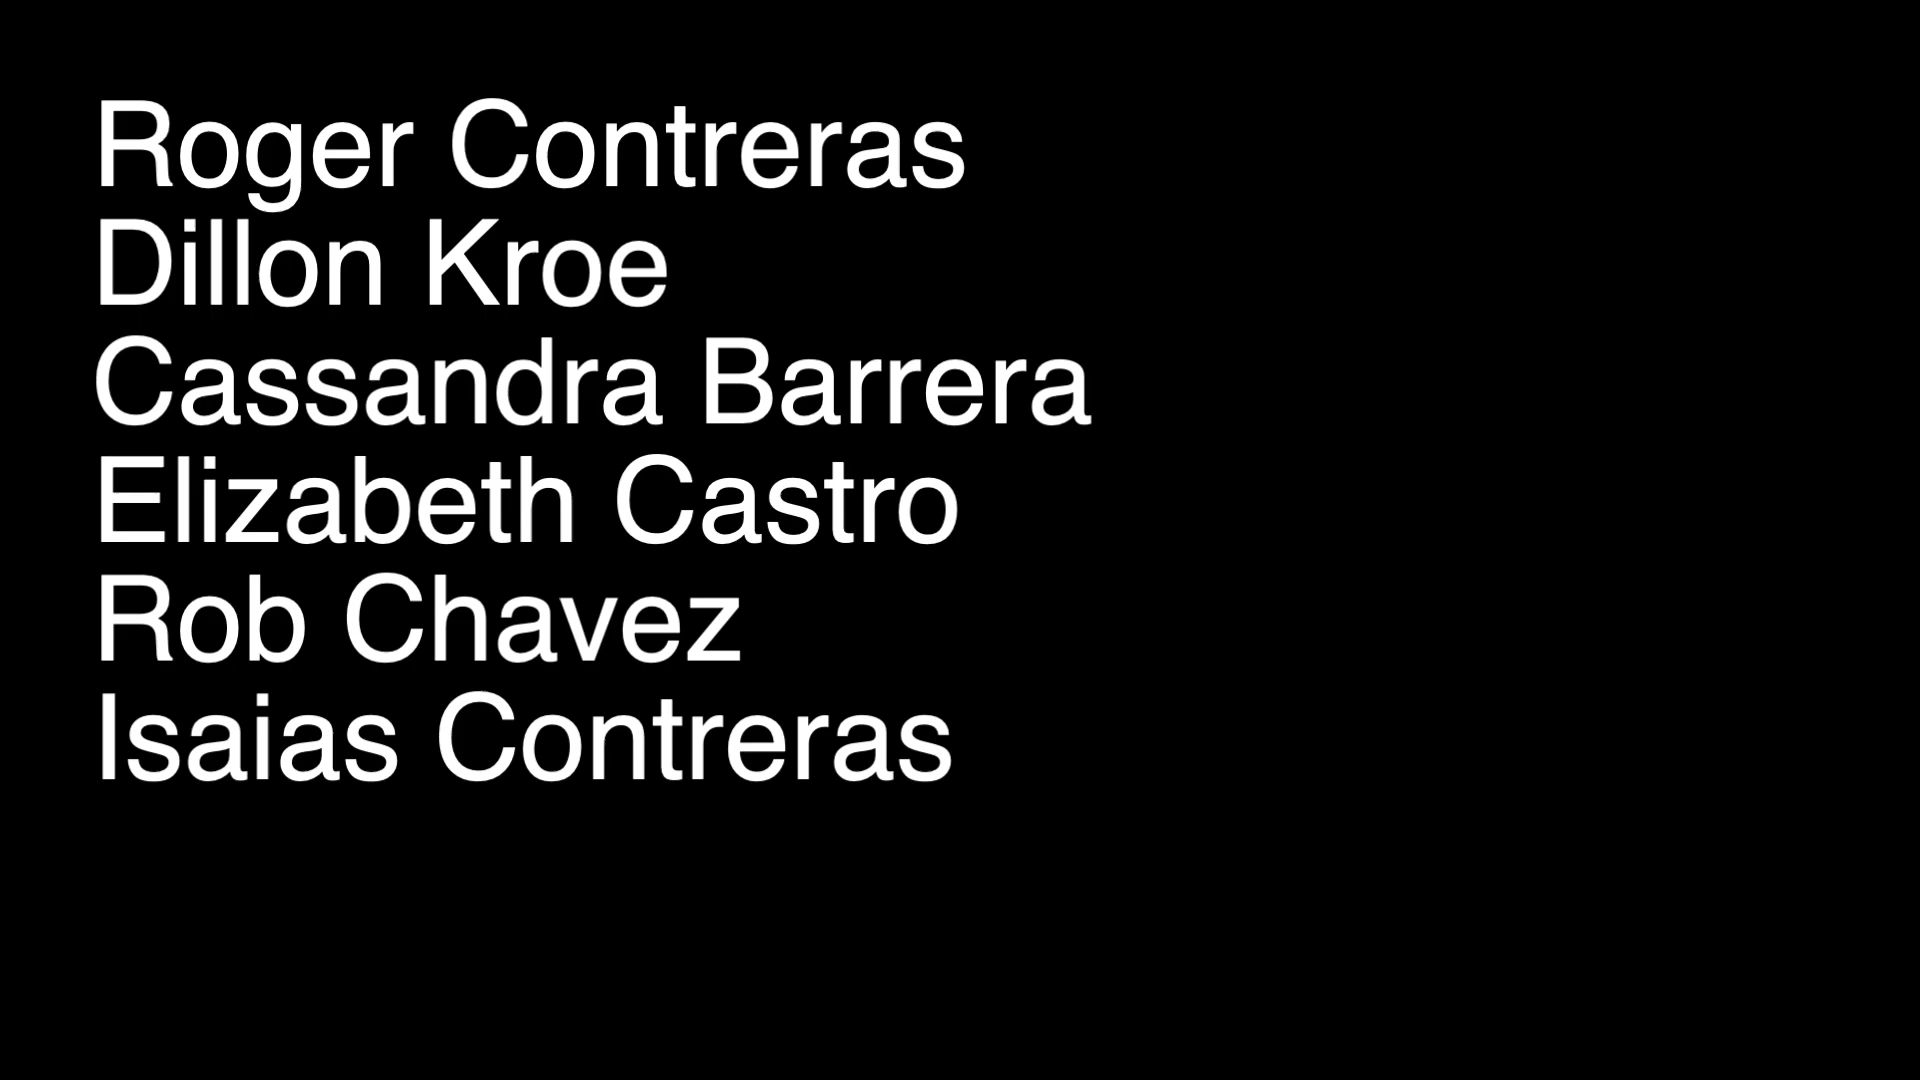 Roger Contreras
Dillon Kroe
Cassandra Barrera
Elizabeth Castro
Rob Chavez
Isaias Contreras